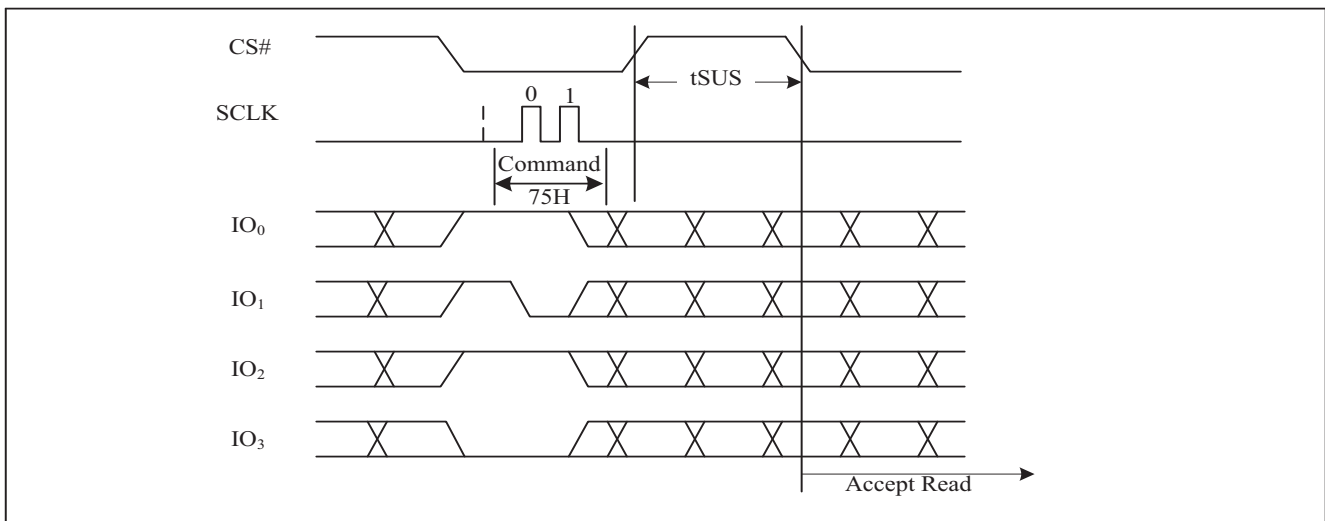 CS#
tSUS
SCLK
0 1
Command
75H
IO₀
IO₁
IO₂
IO₃
Accept Read